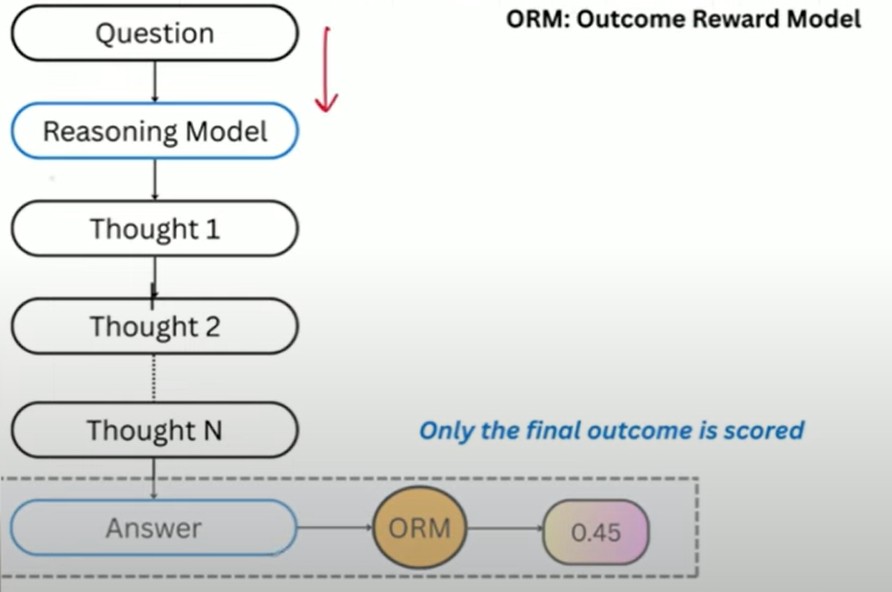 ORM: Outcome Reward Model
Question
Reasoning Model
Thought 1
Thought 2
Thought N
Only the final outcome is scored
Answer
ORM
0.45